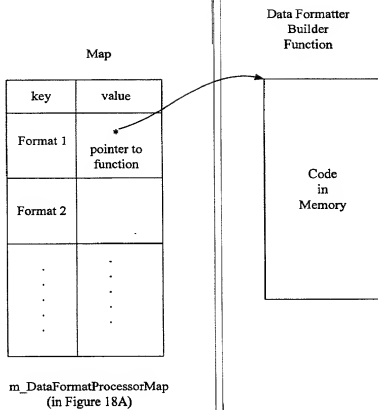 Data Formatter
Builder
Function
Map
key value
Format 1
* pointer to
function
Format 2
Code
in
Memory
m_DataFormatProcessorMap
(in Figure 18A)